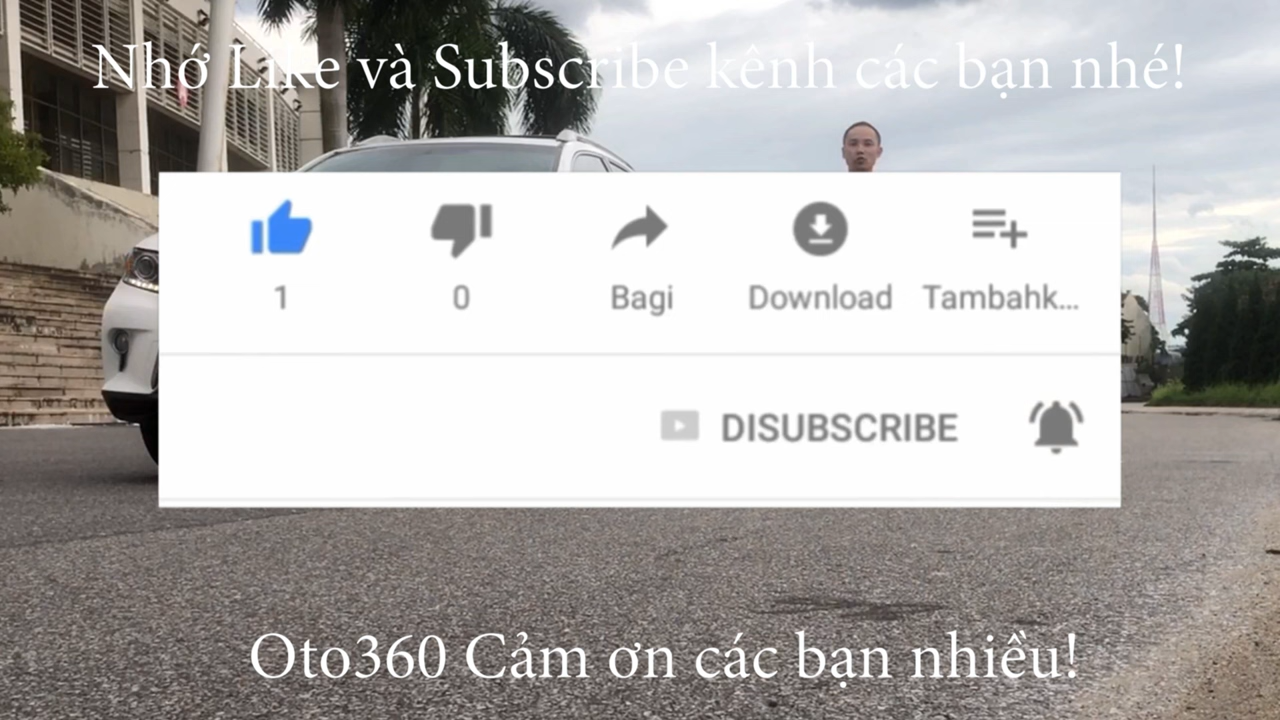 Nhớ Like và Subscribe kênh các bạn nhé!
1
0
Bagi
Download
Tambahk...
DISUBSCRIBE
Oto360 Cảm ơn các bạn nhiều!